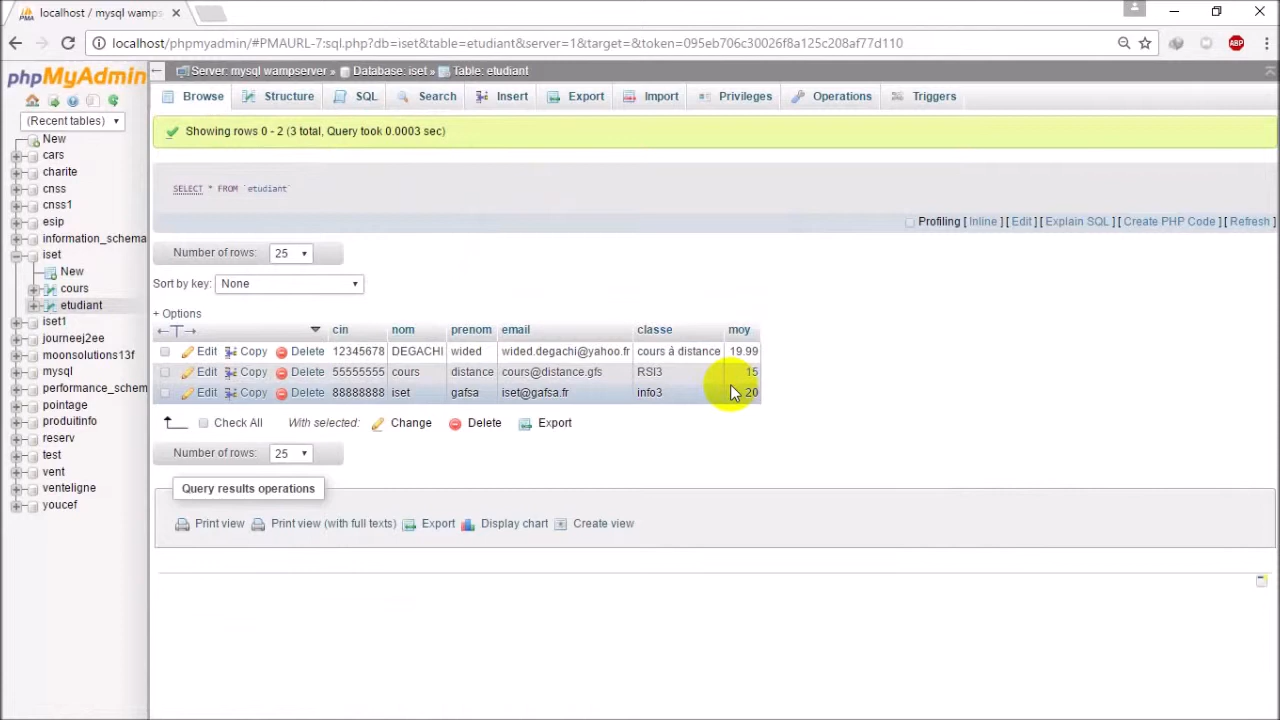 localhost / mysql wamps
localhost/phpmyadmin/#PMAURL-7:sql.php?db=iset&table=etudiant&server=1&target=&token=095eb706c30026f8a125c208af77d110
ABP
phpMyAdmin
Server: mysql wampserver » Database: iset » Table: etudiant
Browse Structure SQL Search Insert Export Import Privileges Operations Triggers
(Recent tables)
New
cars
charite
cnss
cnss1
esip
information_schema
iset
New
cours
etudiant
iset1
journeej2ee
moonsolutions13f
mysql
performance_schem
pointage
produitinfo
reserv
test
vent
venteligne
youcef
Showing rows 0 - 2 (3 total, Query took 0.0003 sec)
SELECT * FROM `etudiant`
Profiling [ Inline ] [ Edit ] [ Explain SQL ] [ Create PHP Code ] [ Refresh ]
Number of rows: 25
Sort by key: None
+ Options
←T→ cin nom prenom email classe moy
Edit Copy Delete 12345678 DEGACHI wided wided.degachi@yahoo.fr cours à distance 19.99
Edit Copy Delete 55555555 cours distance cours@distance.gfs RSI3 15
Edit Copy Delete 88888888 iset gafsa iset@gafsa.fr info3 20
Check All With selected: Change Delete Export
Number of rows: 25
Query results operations
Print view Print view (with full texts) Export Display chart Create view